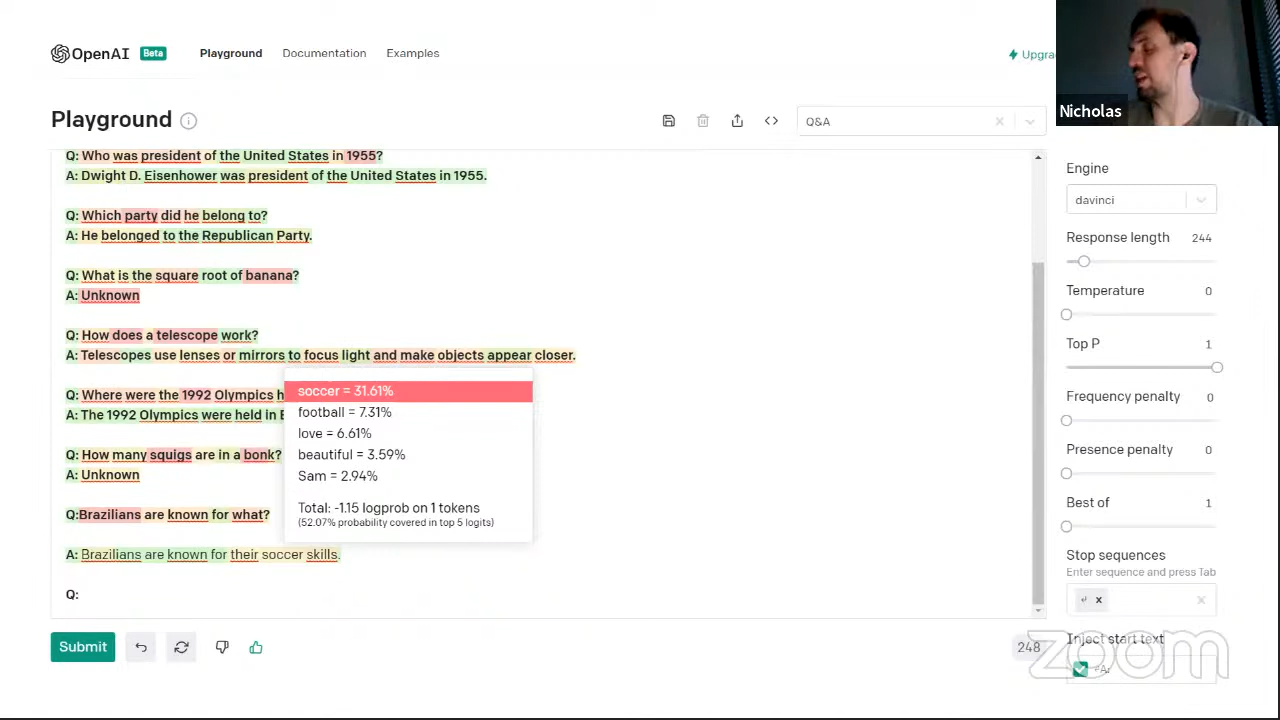 OpenAI Beta Playground Documentation Examples Upgra
Nicholas
Playground Q&A
Q: Who was president of the United States in 1955?
A: Dwight D. Eisenhower was president of the United States in 1955.
Q: Which party did he belong to?
A: He belonged to the Republican Party.
Q: What is the square root of banana?
A: Unknown
Q: How does a telescope work?
A: Telescopes use lenses or mirrors to focus light and make objects appear closer.
Q: Where were the 1992 Olympics h
A: The 1992 Olympics were held in
Q: How many squigs are in a bonk?
A: Unknown
Q:Brazilians are known for what?
A: Brazilians are known for their soccer skills.
Q:
soccer = 31.61%
football = 7.31%
love = 6.61%
beautiful = 3.59%
Sam = 2.94%
Total: -1.15 logprob on 1 tokens
(52.07% probability covered in top 5 logits)
Submit
248
Engine
davinci
Response length 244
Temperature 0
Top P 1
Frequency penalty 0
Presence penalty 0
Best of 1
Stop sequences
Enter sequence and press Tab
↵ x
Inject start text
zoom